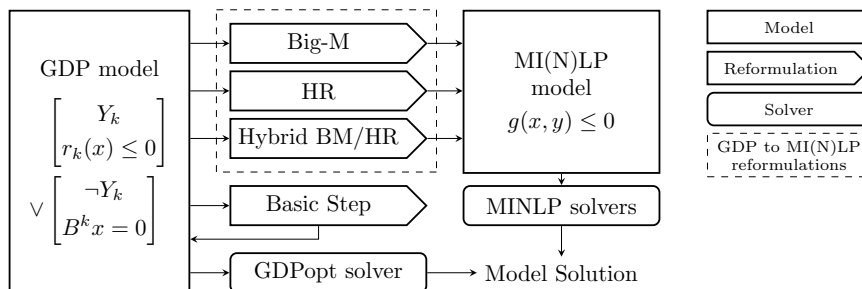 GDP model
[ Y_k
r_k(x) ≤ 0 ]
∨ [ ¬Y_k
B^k x = 0 ]
Big-M
HR
Hybrid BM/HR
Basic Step
GDPopt solver
MI(N)LP
model
g(x, y) ≤ 0
MINLP solvers
Model Solution
Model
Reformulation
Solver
GDP to MI(N)LP
reformulations